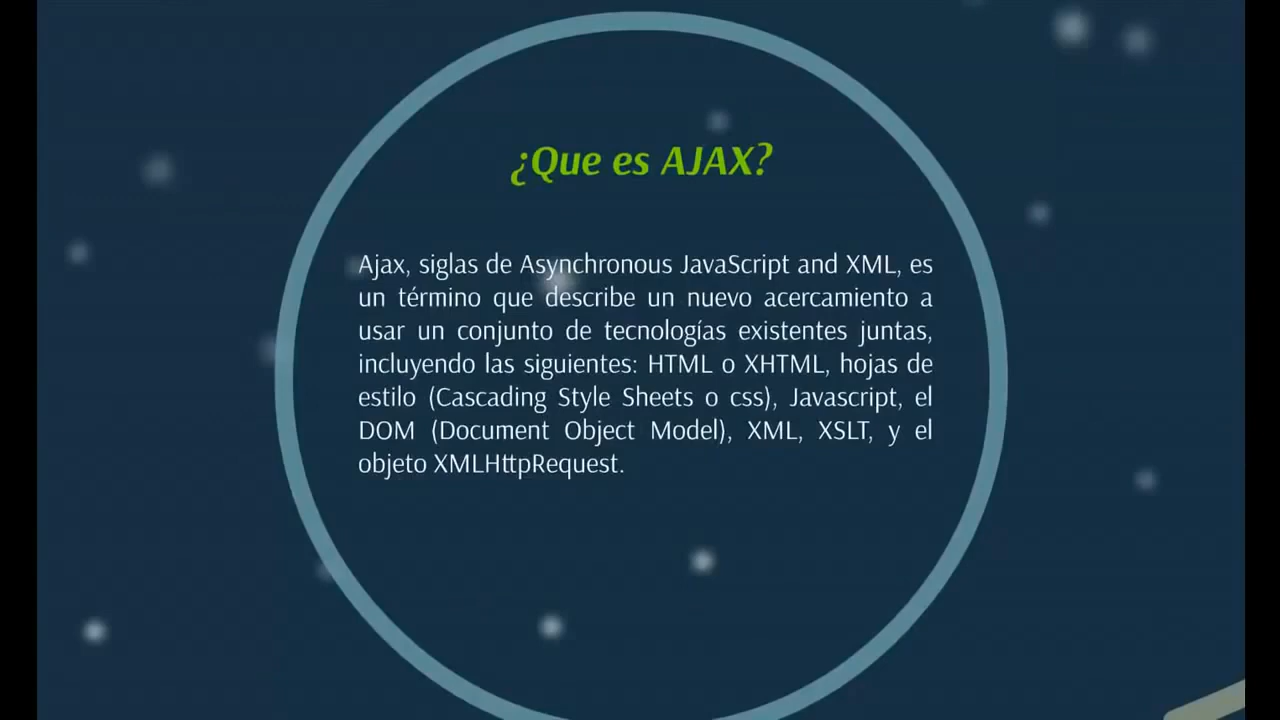 ¿Que es AJAX?
Ajax, siglas de Asynchronous JavaScript and XML, es
un término que describe un nuevo acercamiento a
usar un conjunto de tecnologías existentes juntas,
incluyendo las siguientes: HTML o XHTML, hojas de
estilo (Cascading Style Sheets o css), Javascript, el
DOM (Document Object Model), XML, XSLT, y el
objeto XMLHttpRequest.